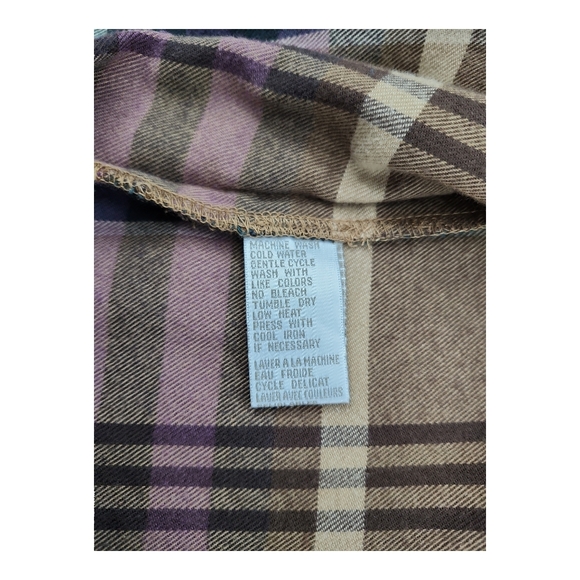 MACHINE WASH
COLD WATER
GENTLE CYCLE
WASH WITH
LIKE COLORS
NO BLEACH
TUMBLE DRY
LOW HEAT
PRESS WITH
COOL IRON
IF NECESSARY
LAVER A LA MACHINE
EAU FROIDE
CYCLE DELICAT
LAVER AVEC COULEURS